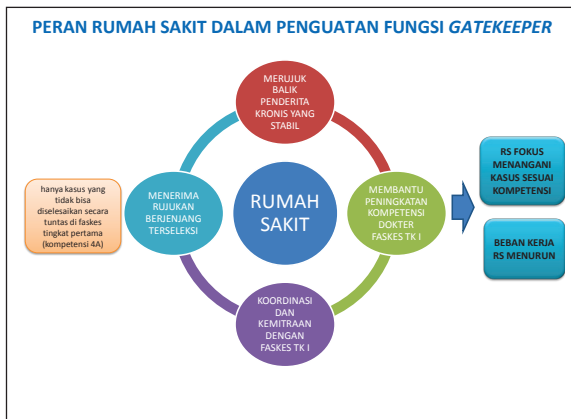 PERAN RUMAH SAKIT DALAM PENGUATAN FUNGSI GATEKEEPER
MERUJUK
BALIK
PENDERITA
KRONIS YANG
STABIL
hanya kasus yang
tidak bisa
diselesaikan secara
tuntas di faskes
tingkat pertama
(kompetensi 4A)
MENERIMA
RUJUKAN
BERJENJANG
TERSELEKSI
RUMAH
SAKIT
MEMBANTU
PENINGKATAN
KOMPETENSI
DOKTER
FASKES TK I
RS FOKUS
MENANGANI
KASUS SESUAI
KOMPETENSI
BEBAN KERJA
RS MENURUN
KOORDINASI
DAN
KEMITRAAN
DENGAN
FASKES TK I